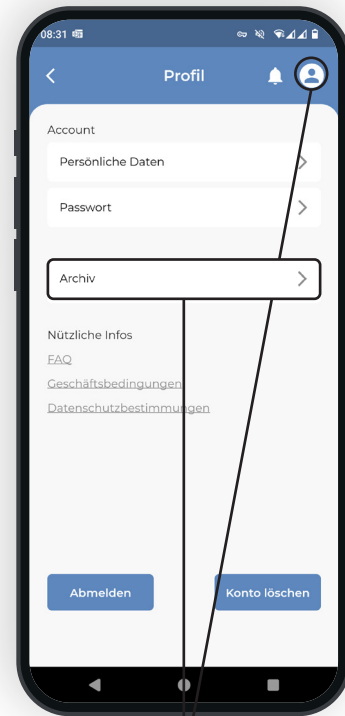 08:31
Profil
Account
Persönliche Daten
Passwort
Archiv
Nützliche Infos
FAQ
Geschäftsbedingungen
Datenschutzbestimmungen
Abmelden
Konto löschen